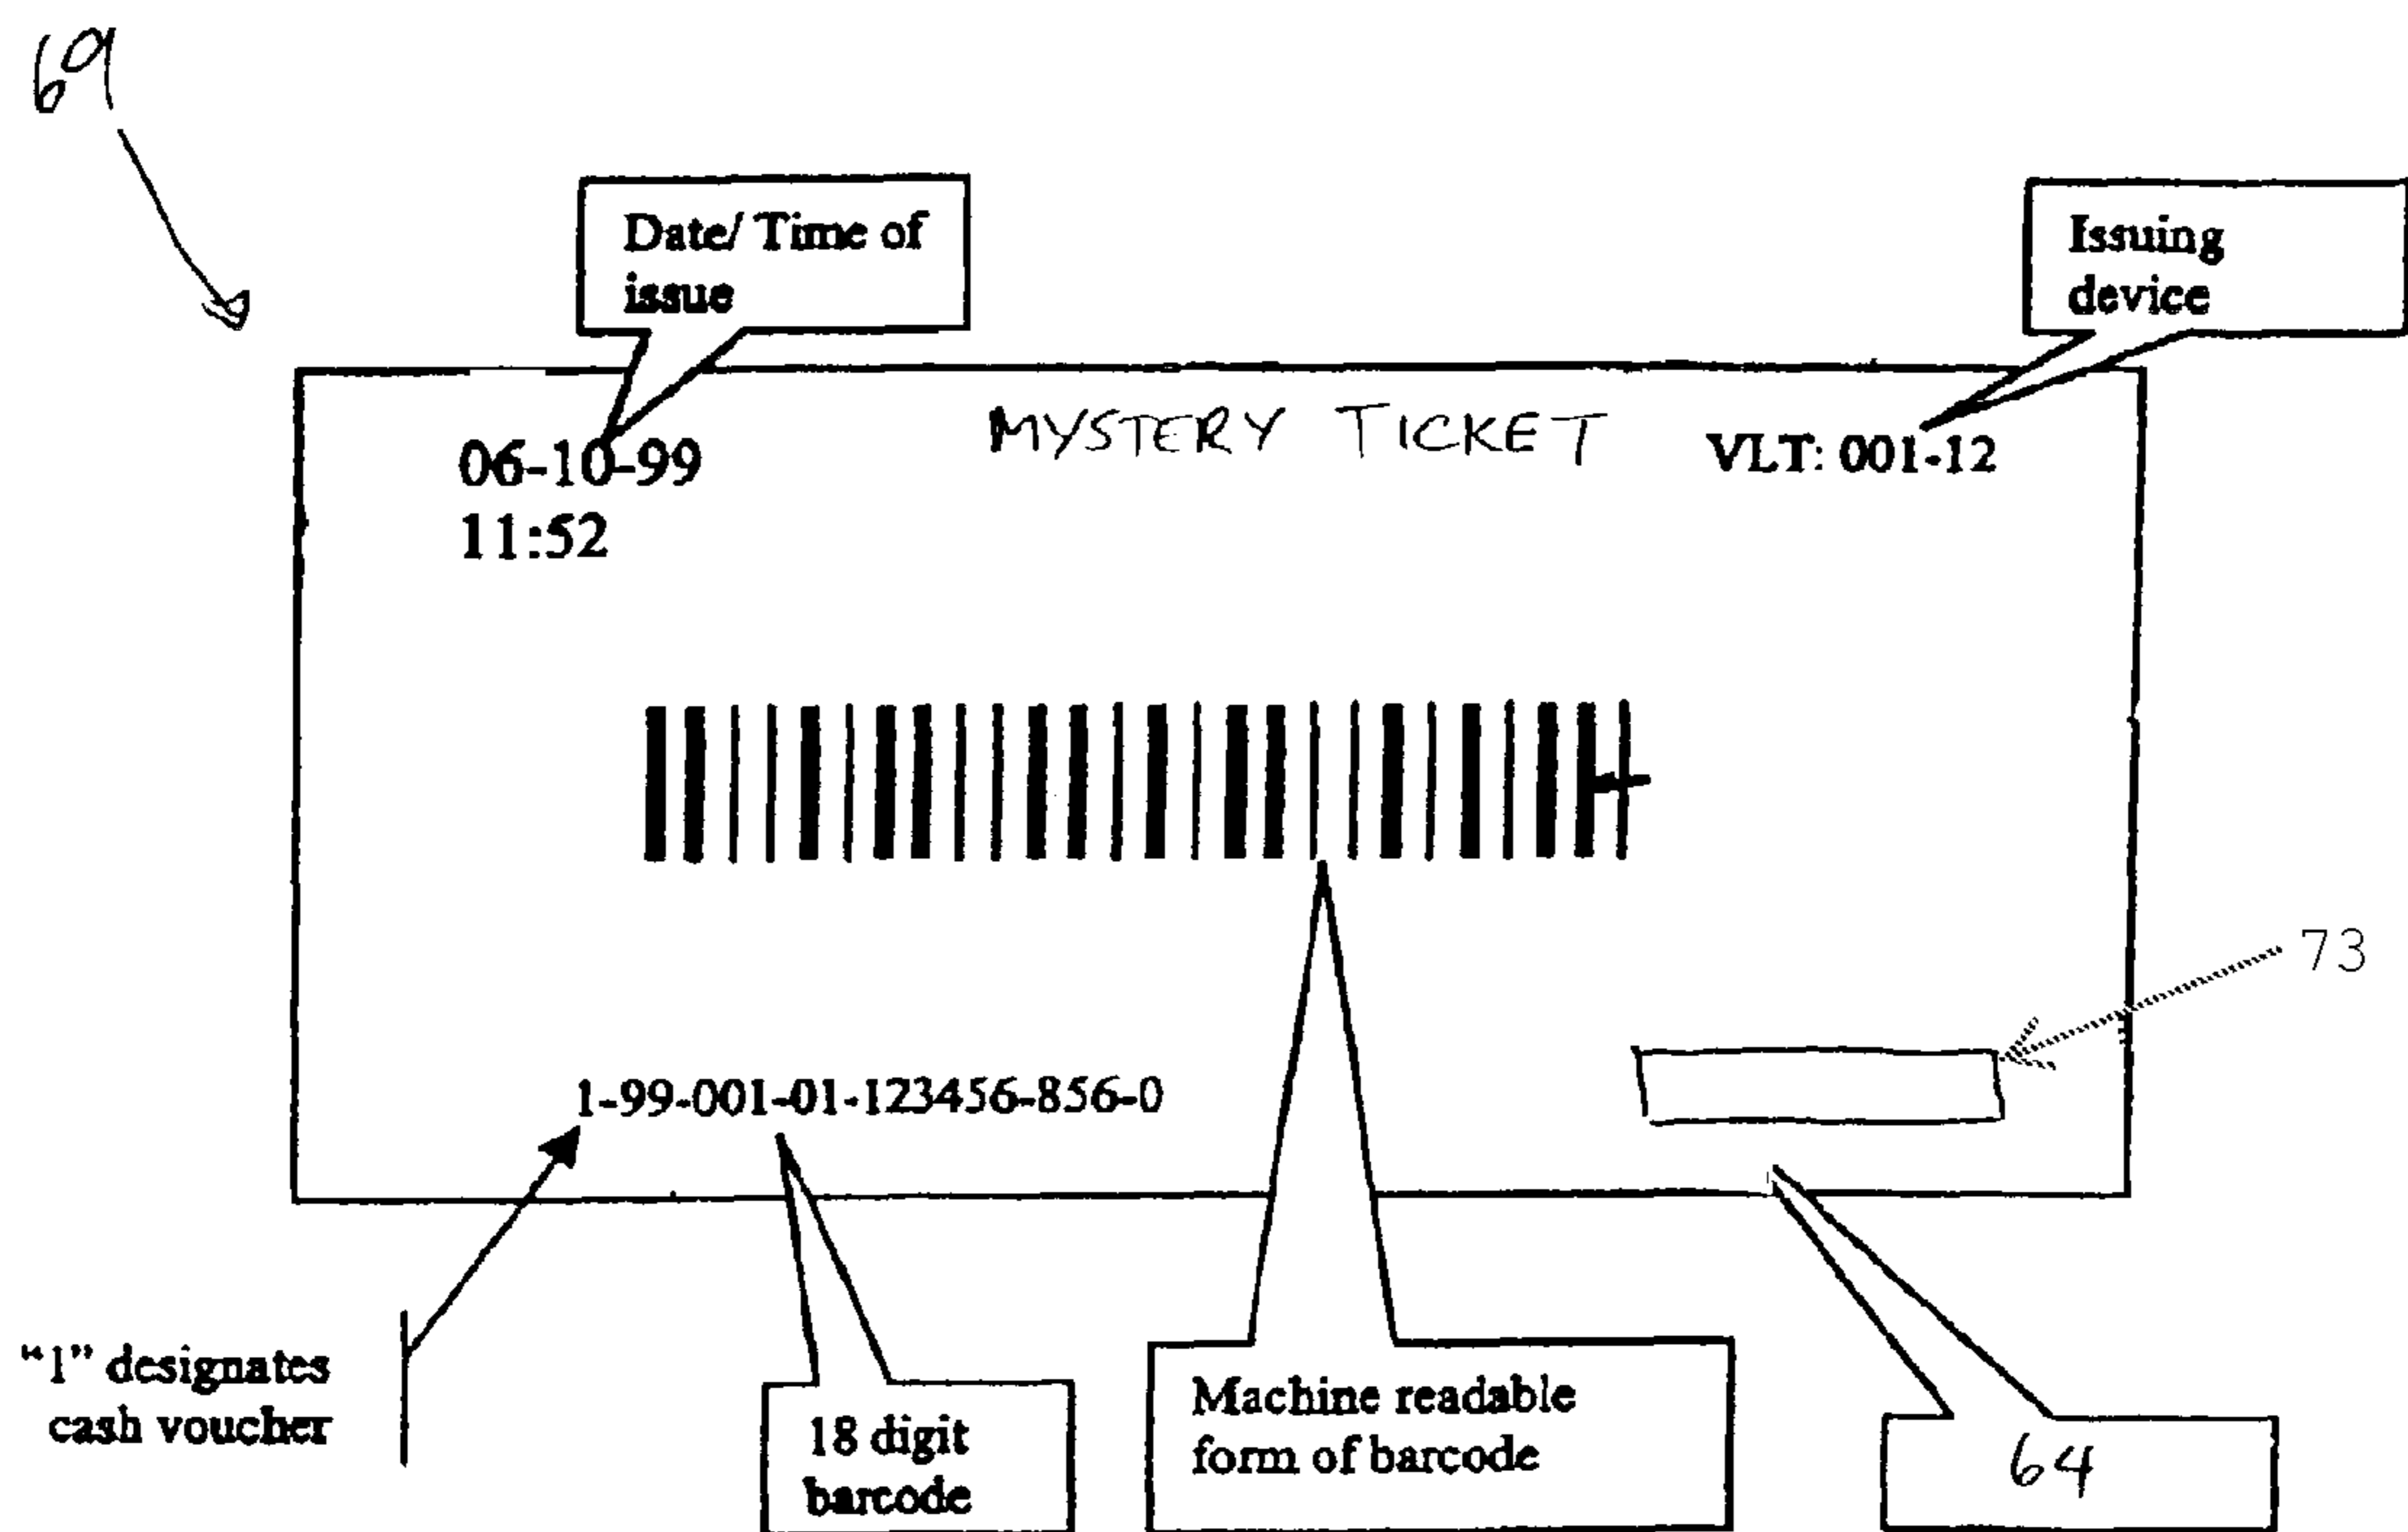 69
Date/ Time of
issue
Issuing
device
MYSTERY TICKET
06-10-99
11:52
VLT: 001-12
73
1-99-001-01-123456-856-0
"1" designates
cash voucher
18 digit
barcode
Machine readable
form of barcode
64